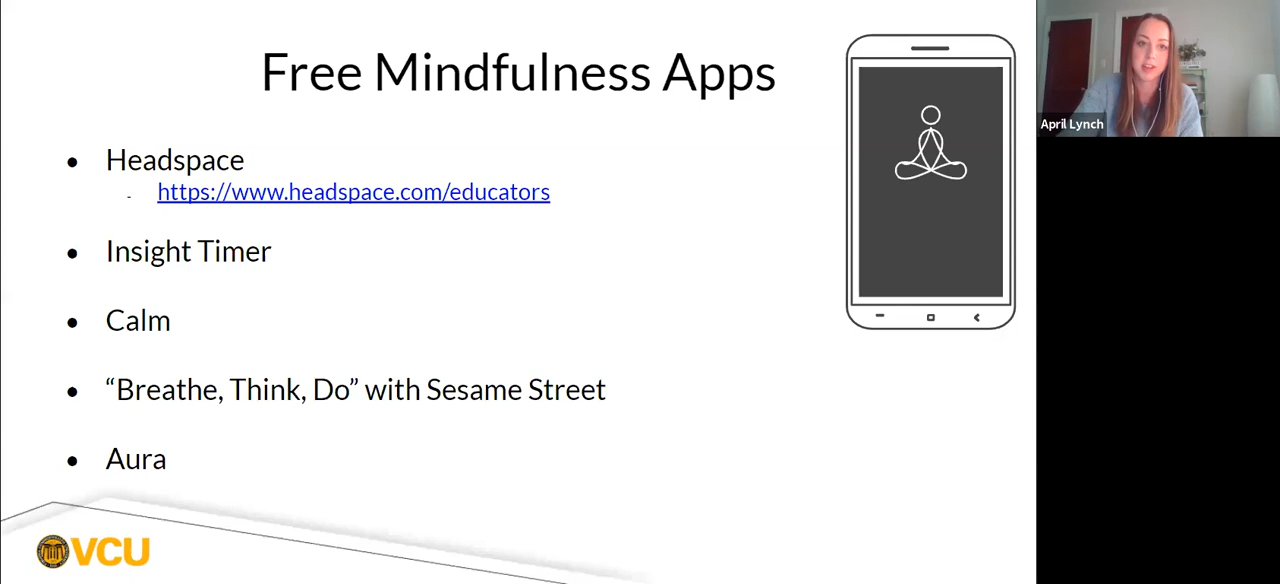 Free Mindfulness Apps
April Lynch
• Headspace
- https://www.headspace.com/educators
• Insight Timer
• Calm
• “Breathe, Think, Do” with Sesame Street
• Aura
VCU